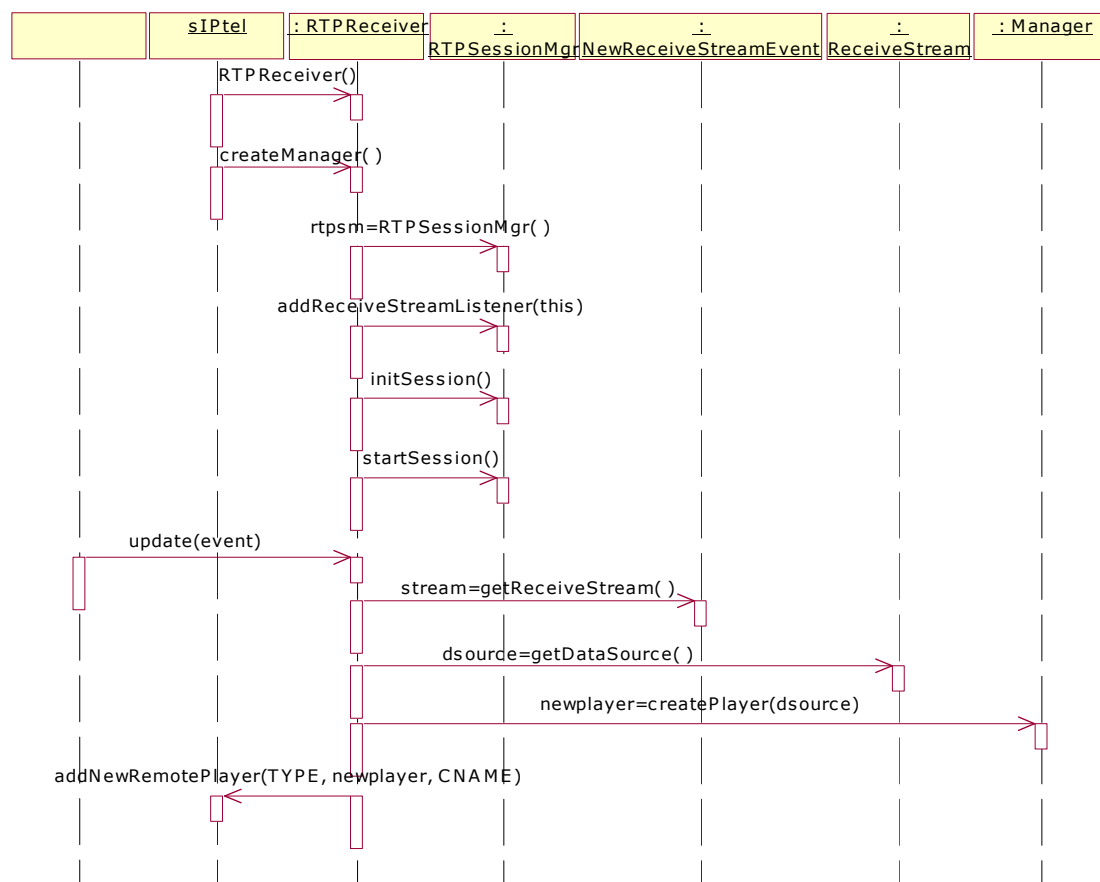 sIPtel
: RTPReceiver
:
RTPSessionMgr
:
NewReceiveStreamEvent
:
ReceiveStream
: Manager
RTPReceiver()
createManager( )
rtpsm=RTPSessionMgr( )
addReceiveStreamListener(this)
initSession()
startSession()
update(event)
stream=getReceiveStream( )
dsource=getDataSource( )
newplayer=createPlayer(dsource)
addNewRemotePlayer(TYPE, newplayer, CNAME)